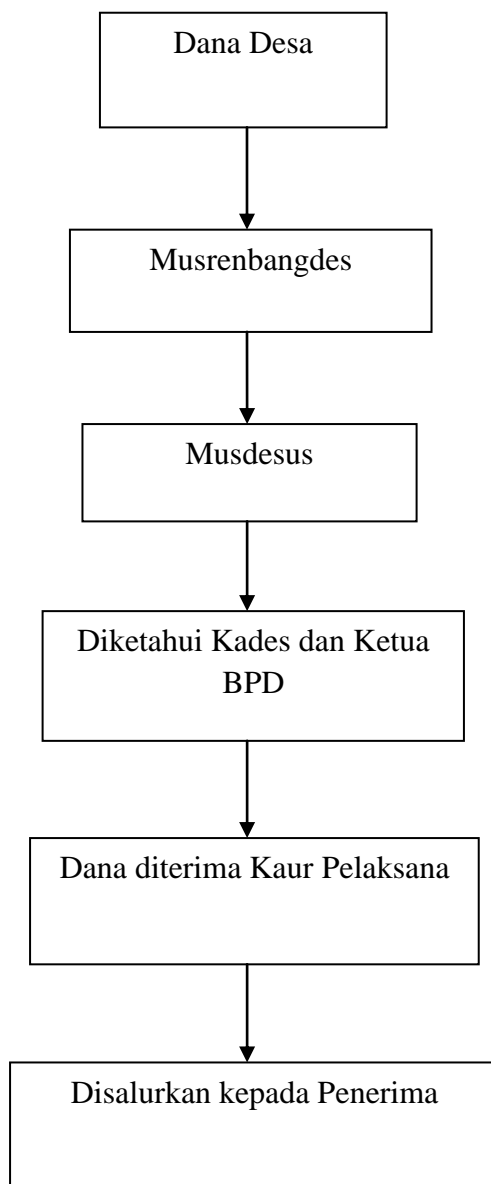 Dana Desa
Musrenbangdes
Musdesus
Diketahui Kades dan Ketua
BPD
Dana diterima Kaur Pelaksana
Disalurkan kepada Penerima